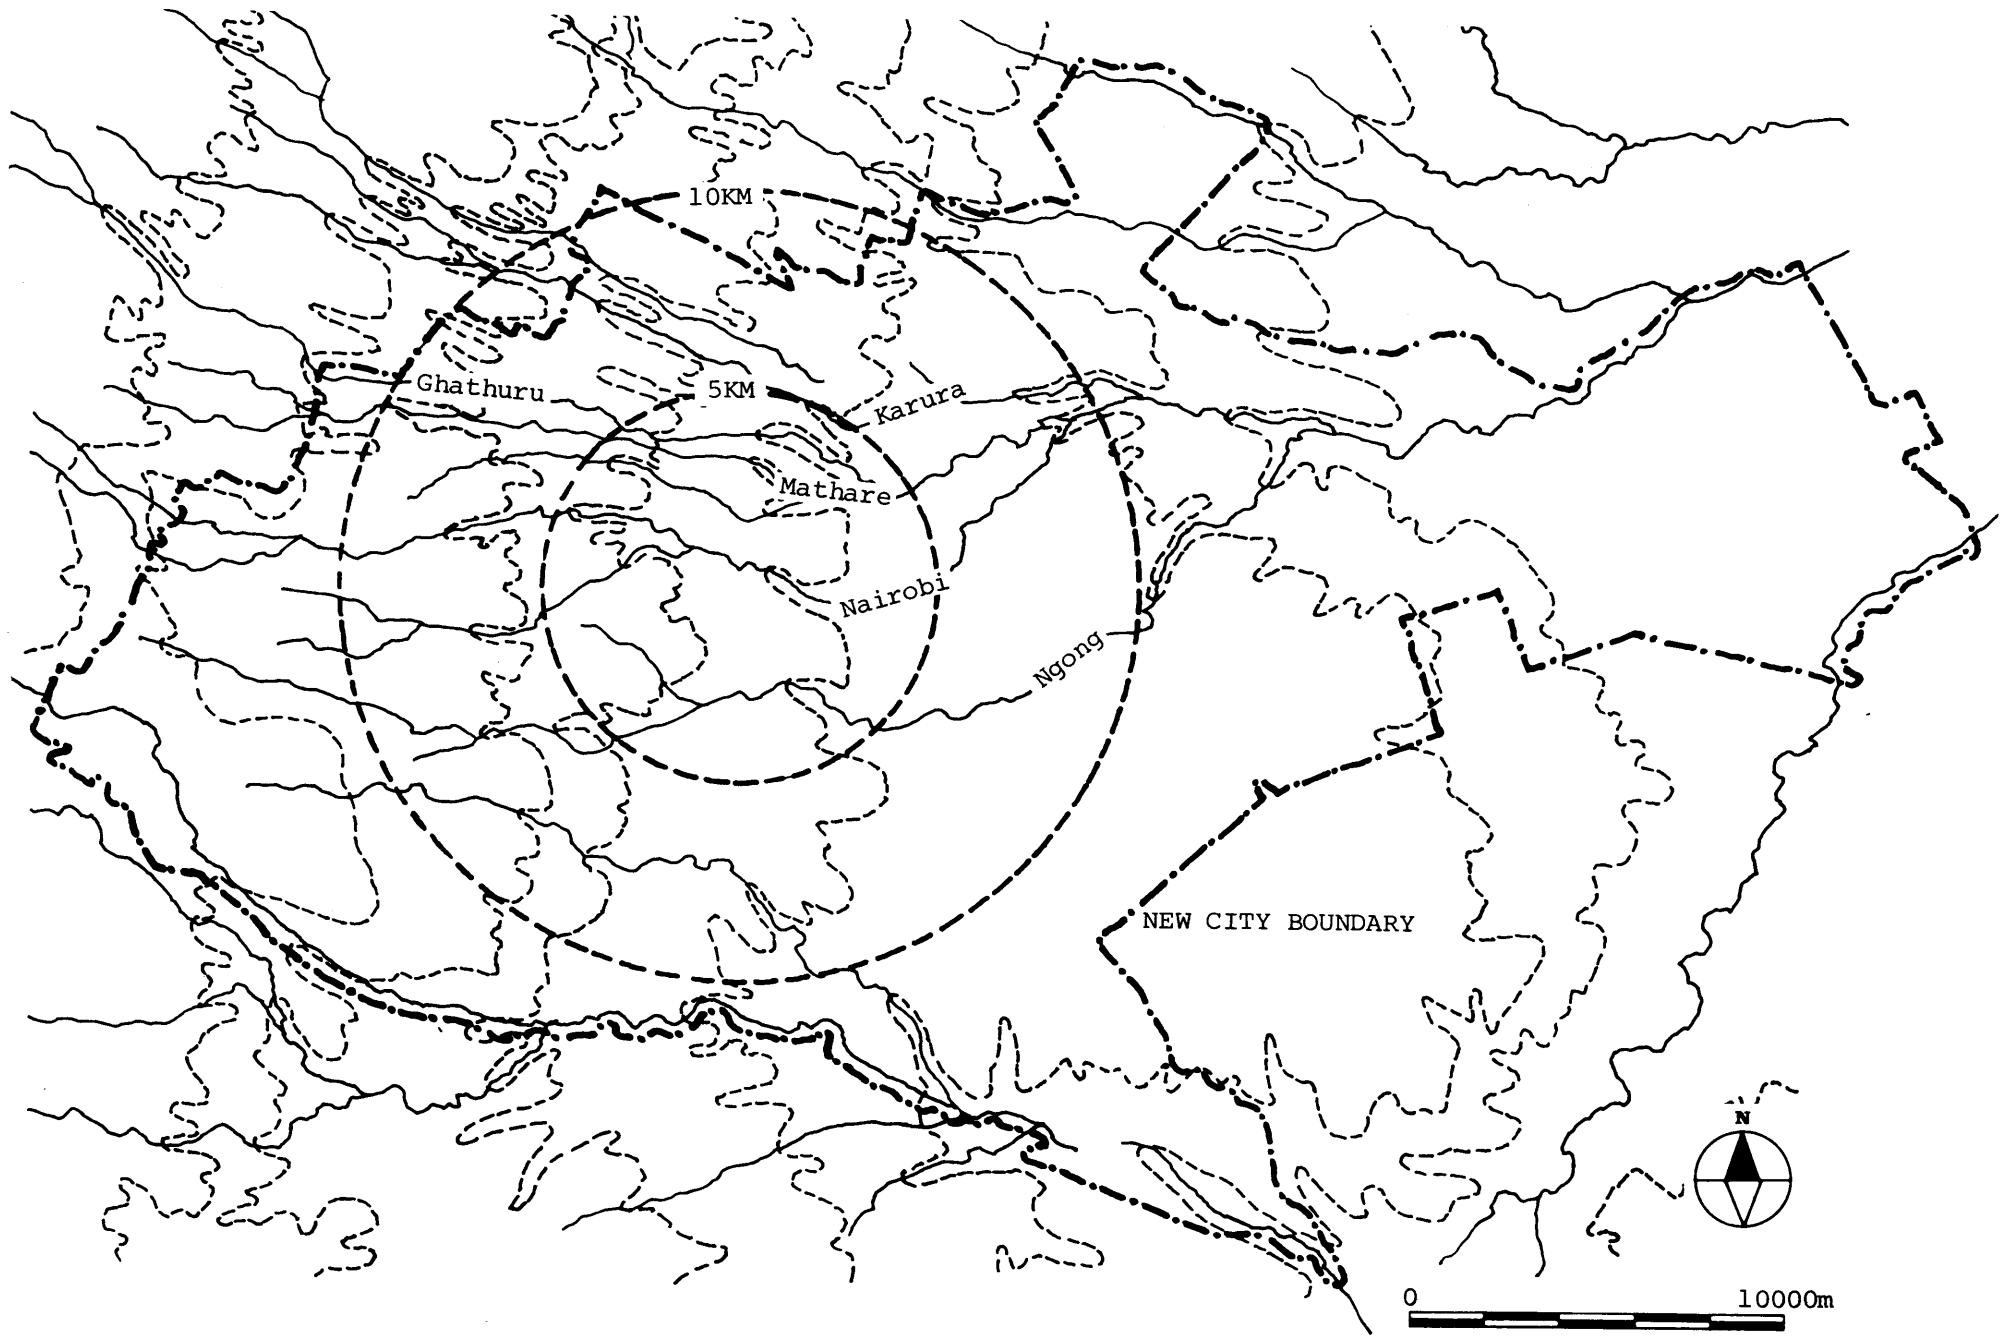 10KM
Ghathuru
5KM
Karura
Mathare
Nairobi
Ngong
NEW CITY BOUNDARY
N
0 10000m